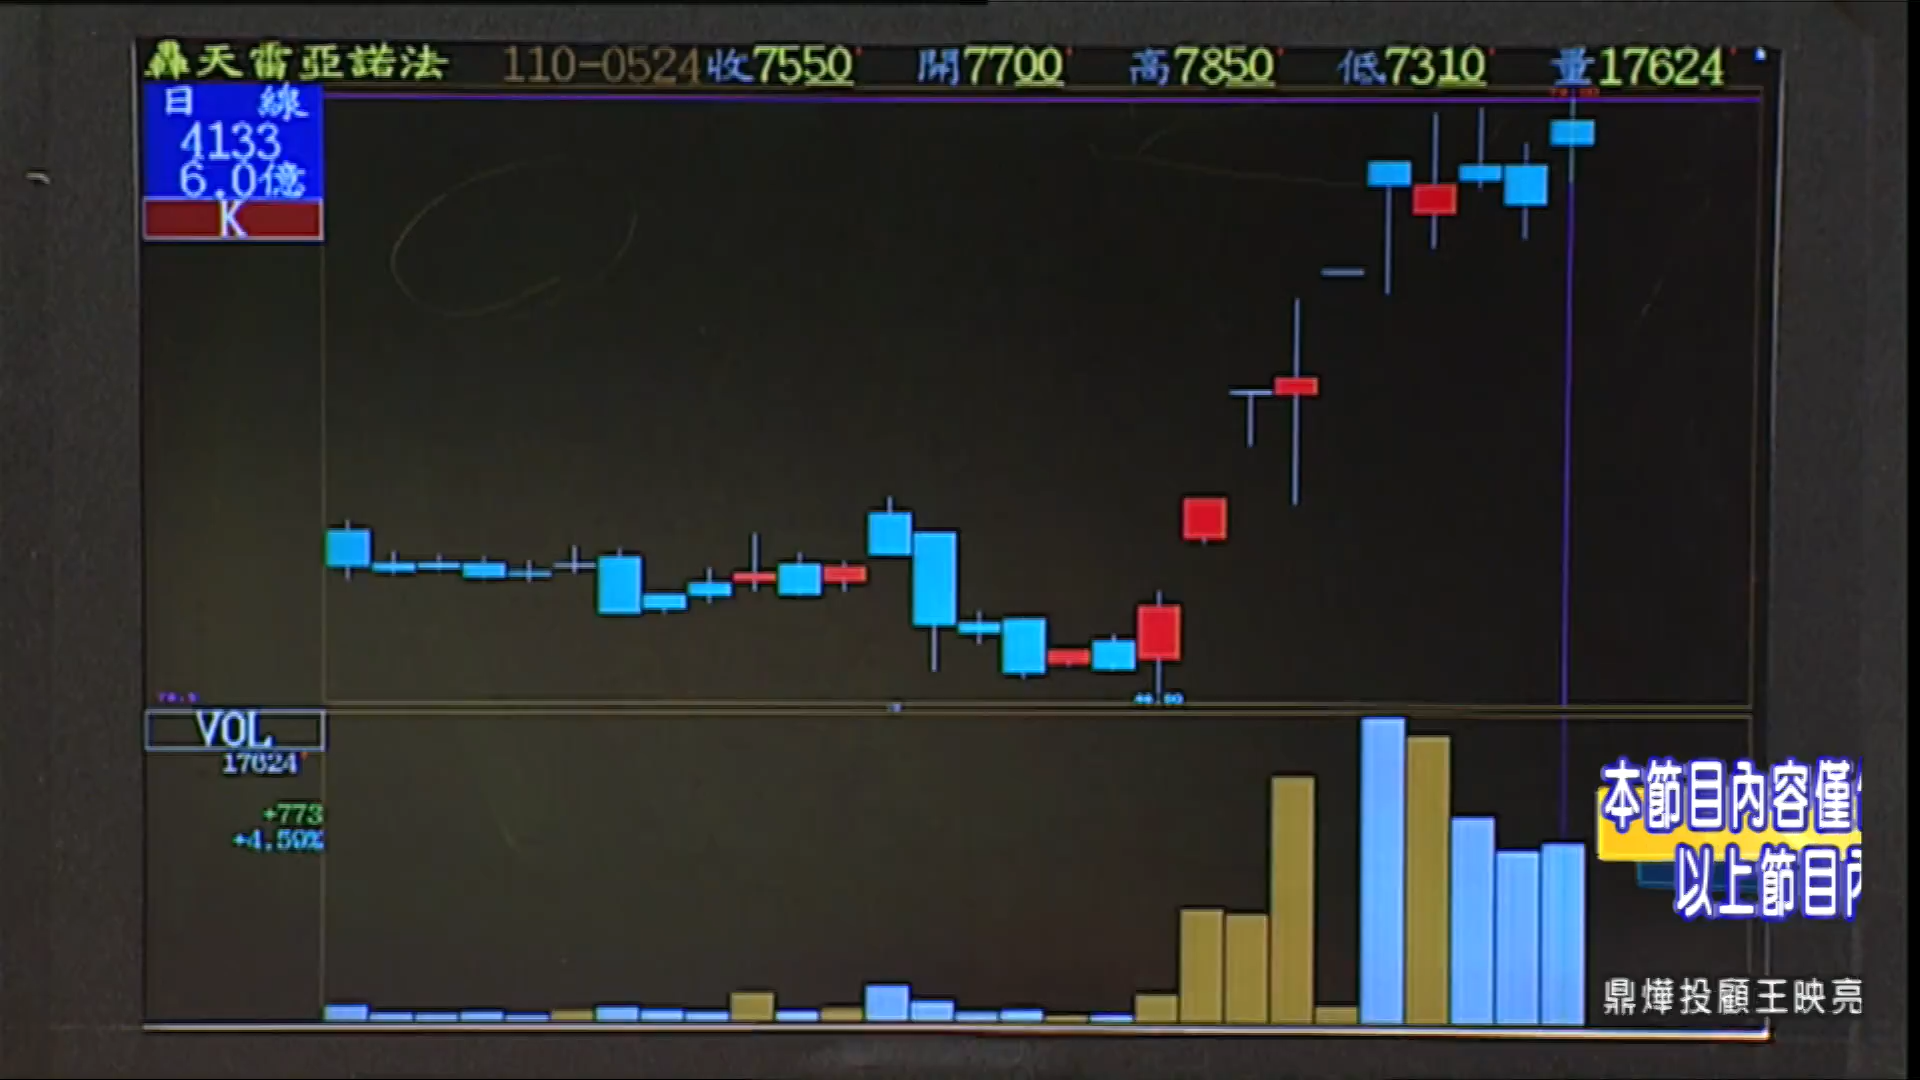 天雷亞諾法 110-0524 收7550 開7700 高7850 低7310 量17624
日 線
4133
6.0億
K
VOL
17624
+773
+4.59%
本節目內容僅
以上節目內
鼎燁投顧王映亮